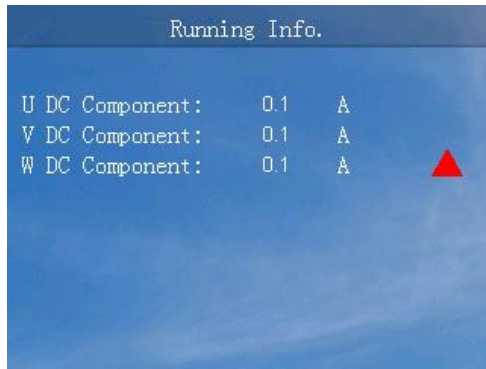 Running Info.
U DC Component: 0.1 A
V DC Component: 0.1 A
W DC Component: 0.1 A